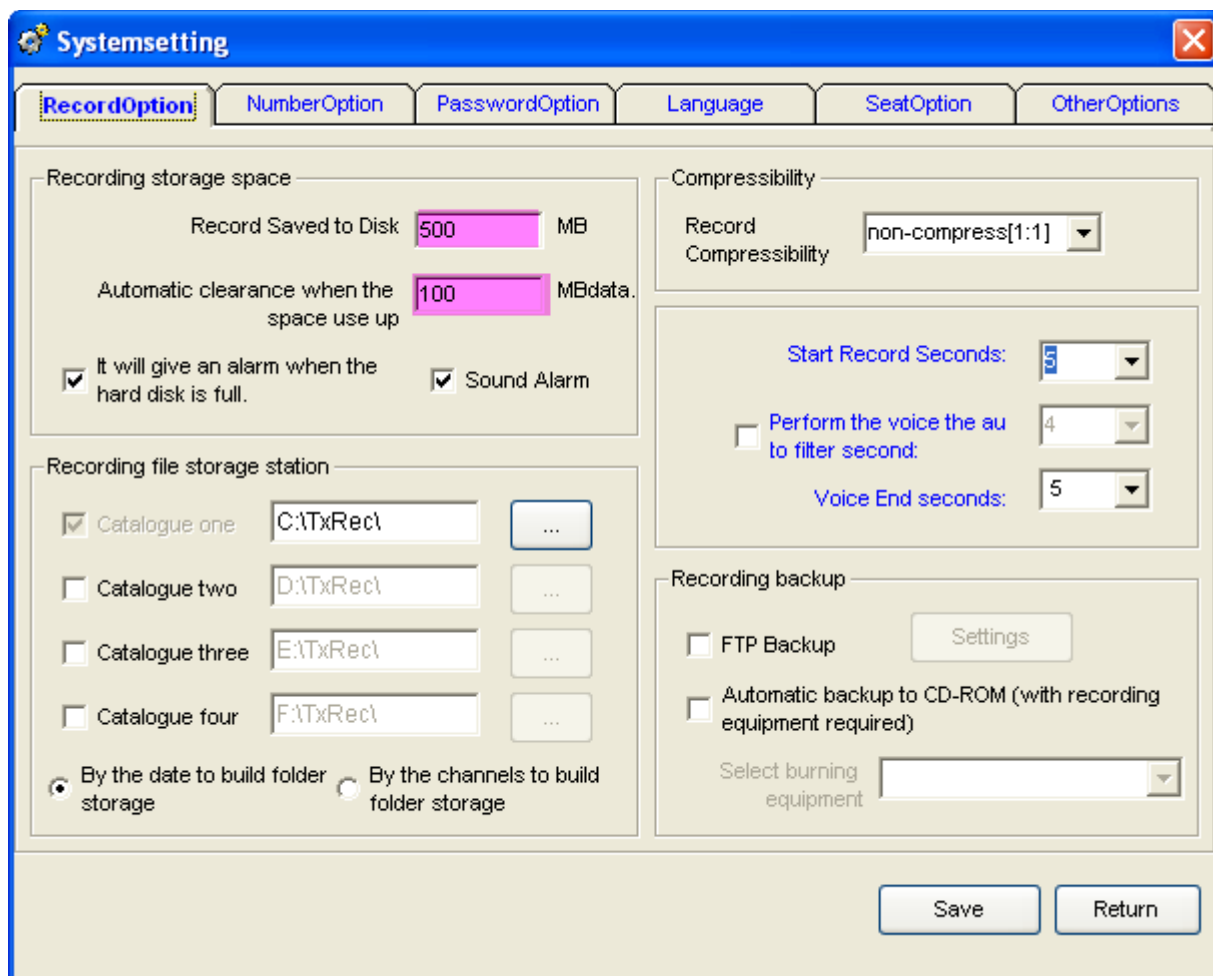 Systemsetting
RecordOption
NumberOption
PasswordOption
Language
SeatOption
OtherOptions
Recording storage space
Record Saved to Disk 500 MB
Automatic clearance when the
space use up
100 MBdata.
It will give an alarm when the
hard disk is full.
Sound Alarm
Recording file storage station
Catalogue one C:\TxRec\ ...
Catalogue two D:\TxRec\ ...
Catalogue three E:\TxRec\ ...
Catalogue four F:\TxRec\ ...
By the date to build folder
storage
By the channels to build
folder storage
Compressibility
Record
Compressibility
non-compress[1:1]
Start Record Seconds: 5
Perform the voice the au
to filter second:
4
Voice End seconds: 5
Recording backup
FTP Backup Settings
Automatic backup to CD-ROM (with recording
equipment required)
Select burning
equipment
Save
Return